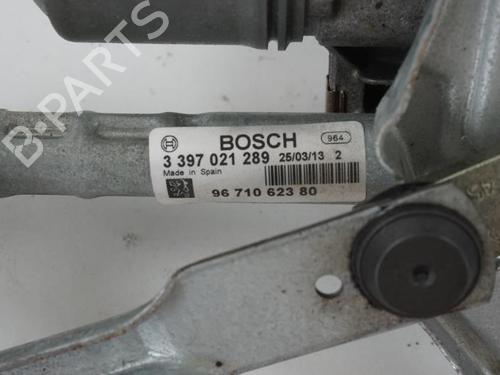 B-PARTS
BOSCH 964
3 397 021 289 25/03/13 2
Made in Spain
96 710 623 80